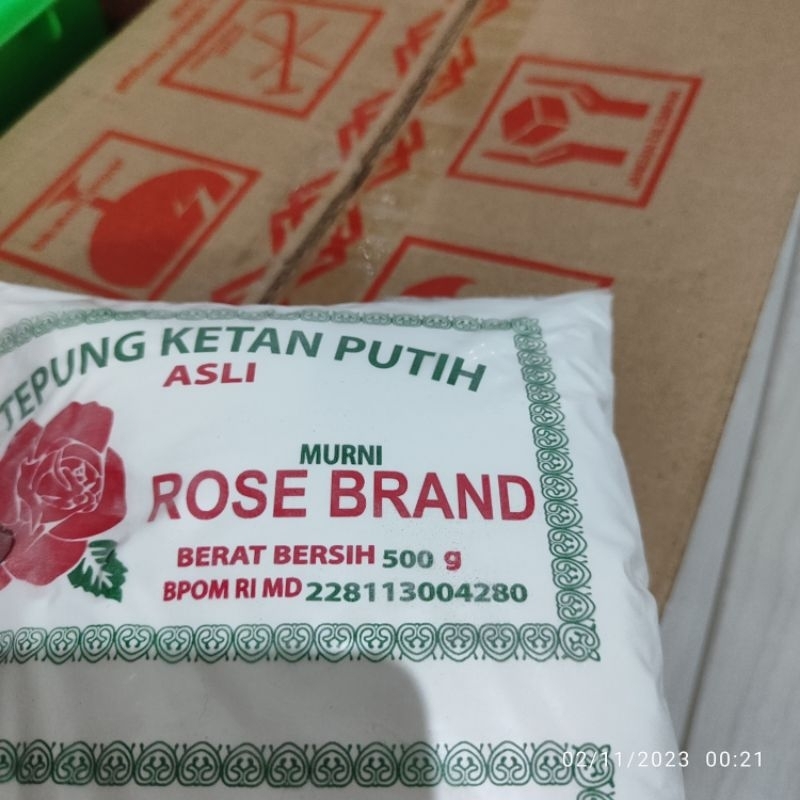 TEPUNG KETAN PUTIH
ASLI
MURNI
ROSE BRAND
BERAT BERSIH 500 g
BPOM RI MD 228113004280
02/11/2023 00:21